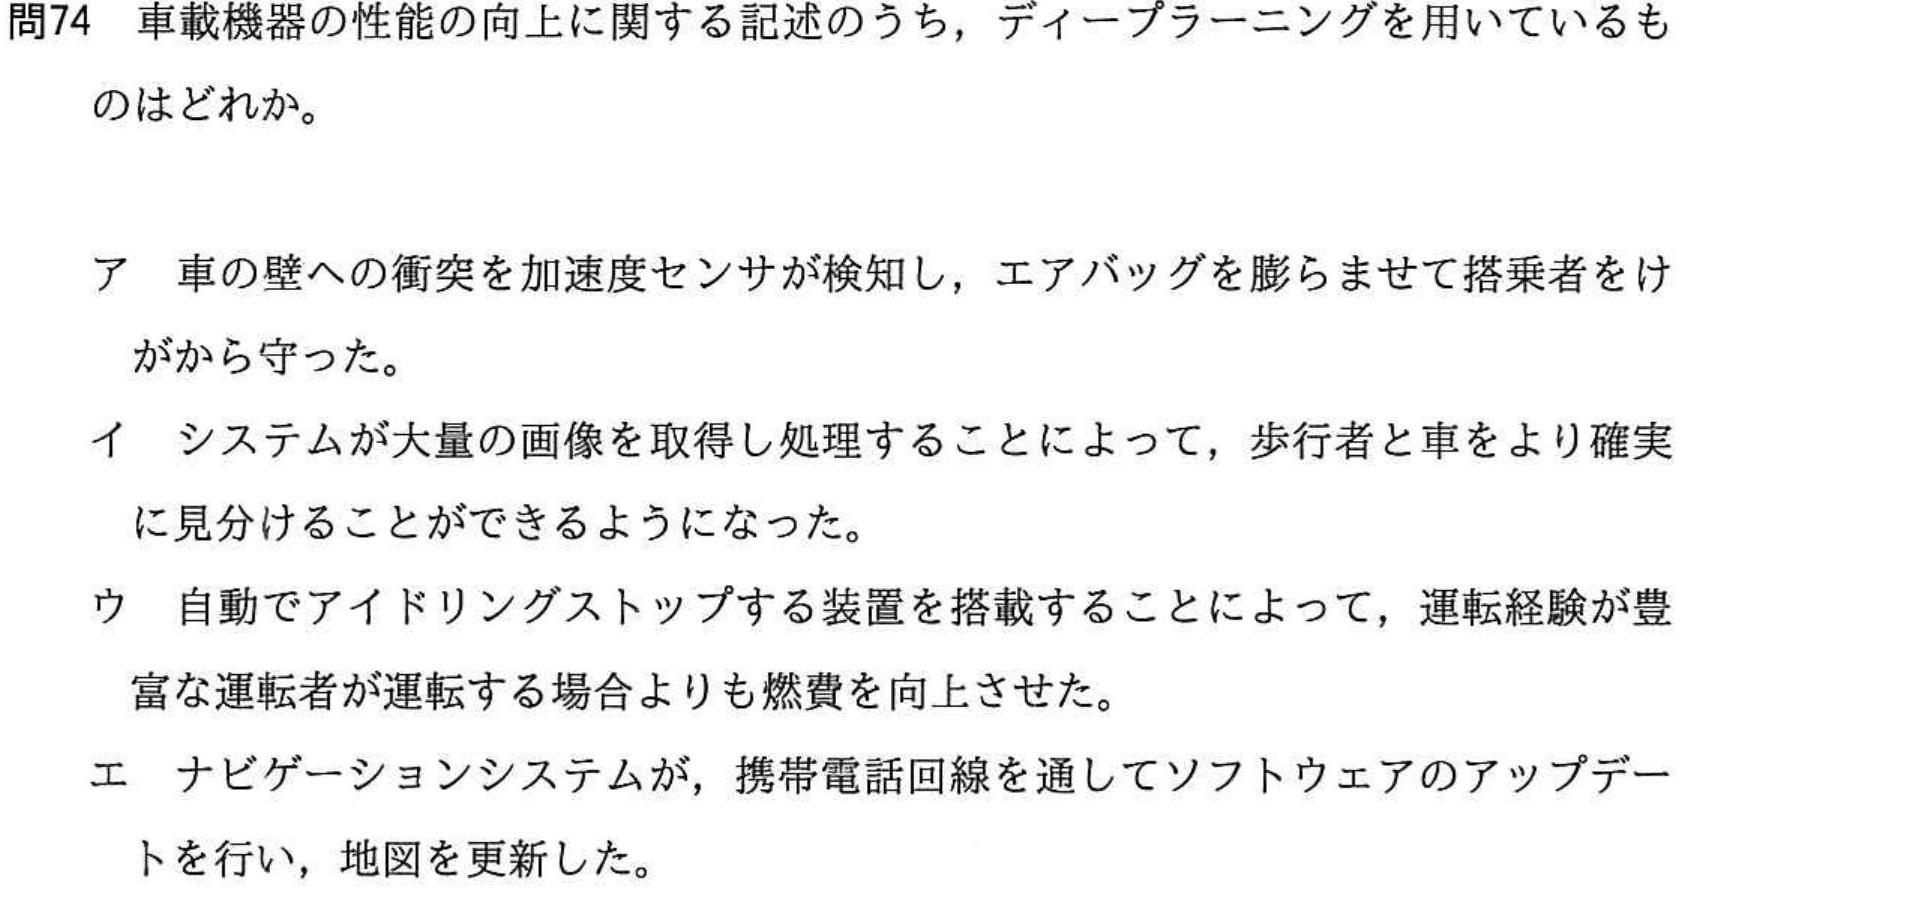 問74　車載機器の性能の向上に関する記述のうち，ディープラーニングを用いているも
のはどれか。
ア　車の壁への衝突を加速度センサが検知し，エアバッグを膨らませて搭乗者をけ
がから守った。
イ　システムが大量の画像を取得し処理することによって，歩行者と車をより確実
に見分けることができるようになった。
ウ　自動でアイドリングストップする装置を搭載することによって，運転経験が豊
富な運転者が運転する場合よりも燃費を向上させた。
エ　ナビゲーションシステムが，携帯電話回線を通してソフトウェアのアップデー
トを行い，地図を更新した。